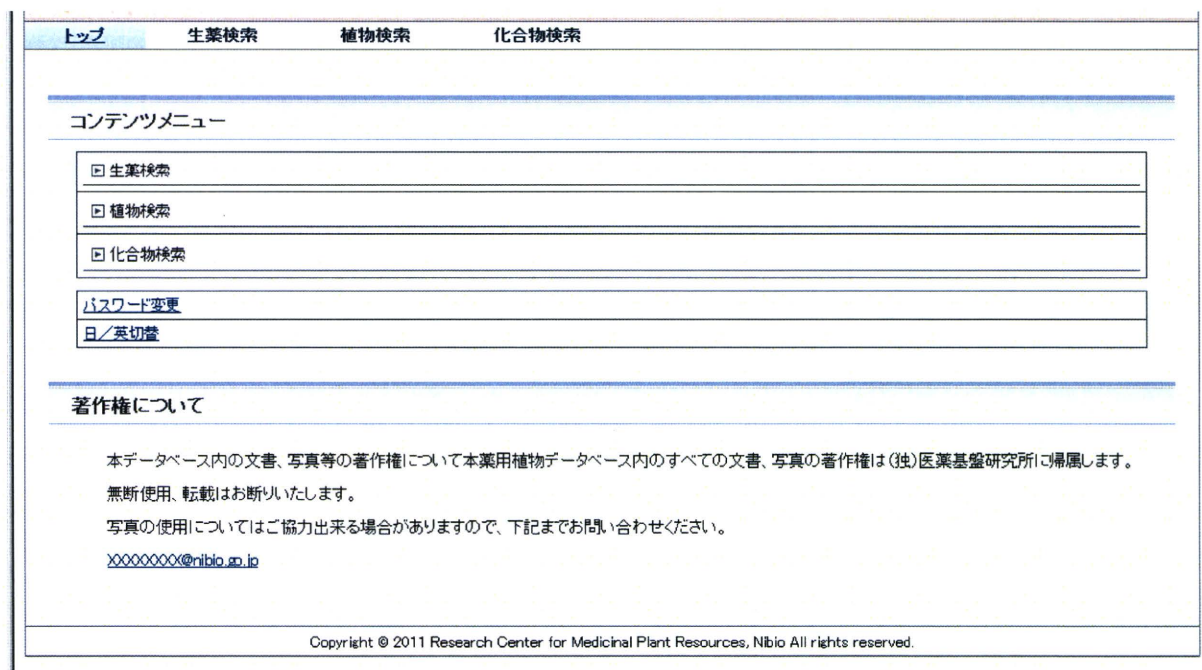 トップ 生薬検索 植物検索 化合物検索
コンテンツメニュー
生薬検索
植物検索
化合物検索
パスワード変更
日／英切替
著作権について
本データベース内の文書、写真等の著作権について本薬用植物データベース内のすべての文書、写真の著作権は(独)医薬基盤研究所に帰属します。
無断使用、転載はお断りいたします。
写真の使用についてはご協力出来る場合がありますので、下記までお問い合わせください。
XXXXXXXX@nibio.go.jp
Copyright © 2011 Research Center for Medicinal Plant Resources, Nibio All rights reserved.